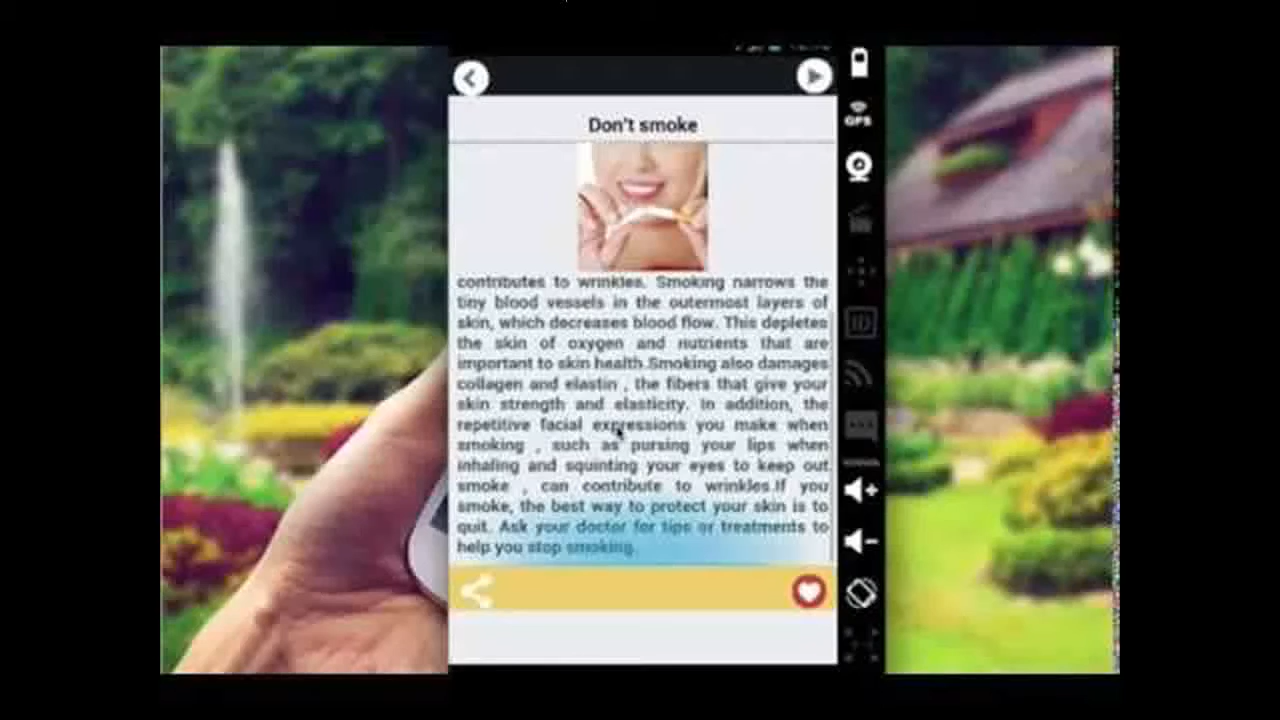 Don't smoke
contributes to wrinkles. Smoking narrows the
tiny blood vessels in the outermost layers of
skin, which decreases blood flow. This depletes
the skin of oxygen and nutrients that are
important to skin health.Smoking also damages
collagen and elastin , the fibers that give your
skin strength and elasticity. In addition, the
repetitive facial expressions you make when
smoking , such as pursing your lips when
inhaling and squinting your eyes to keep out
smoke , can contribute to wrinkles.If you
smoke, the best way to protect your skin is to
quit. Ask your doctor for tips or treatments to
help you stop smoking.
GPS
ID